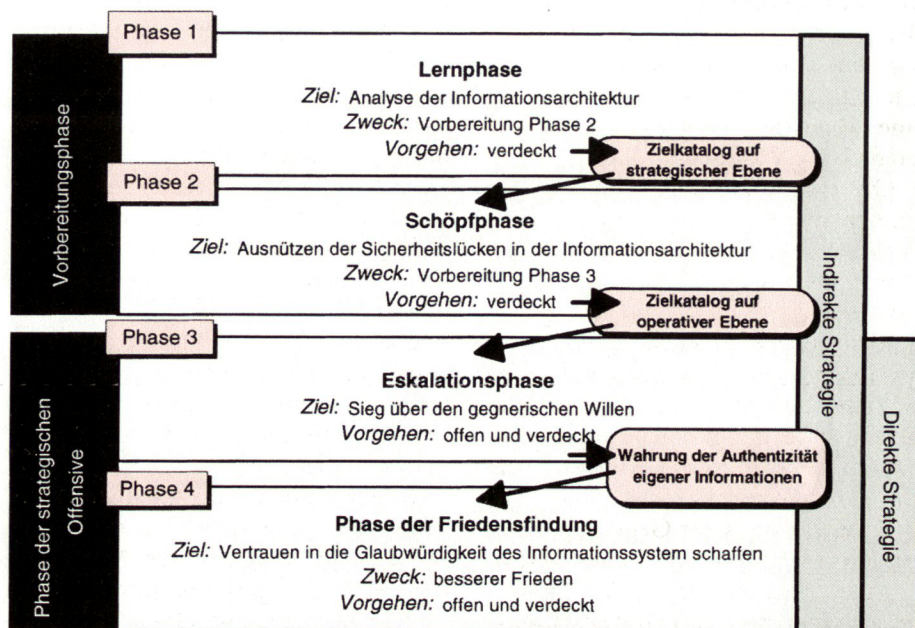 Phase 1
Lernphase
Ziel: Analyse der Informationsarchitektur
Zweck: Vorbereitung Phase 2
Vorgehen: verdeckt
Zielkatalog auf
strategischer Ebene
Vorbereitungsphase
Phase 2
Schöpfphase
Ziel: Ausnützen der Sicherheitslücken in der Informationsarchitektur
Zweck: Vorbereitung Phase 3
Vorgehen: verdeckt
Zielkatalog auf
operativer Ebene
Indirekte Strategie
Phase 3
Eskalationsphase
Ziel: Sieg über den gegnerischen Willen
Vorgehen: offen und verdeckt
Wahrung der Authentizität
eigener Informationen
Direkte Strategie
Phase der strategischen
Offensive
Phase 4
Phase der Friedensfindung
Ziel: Vertrauen in die Glaubwürdigkeit des Informationssystem schaffen
Zweck: besserer Frieden
Vorgehen: offen und verdeckt